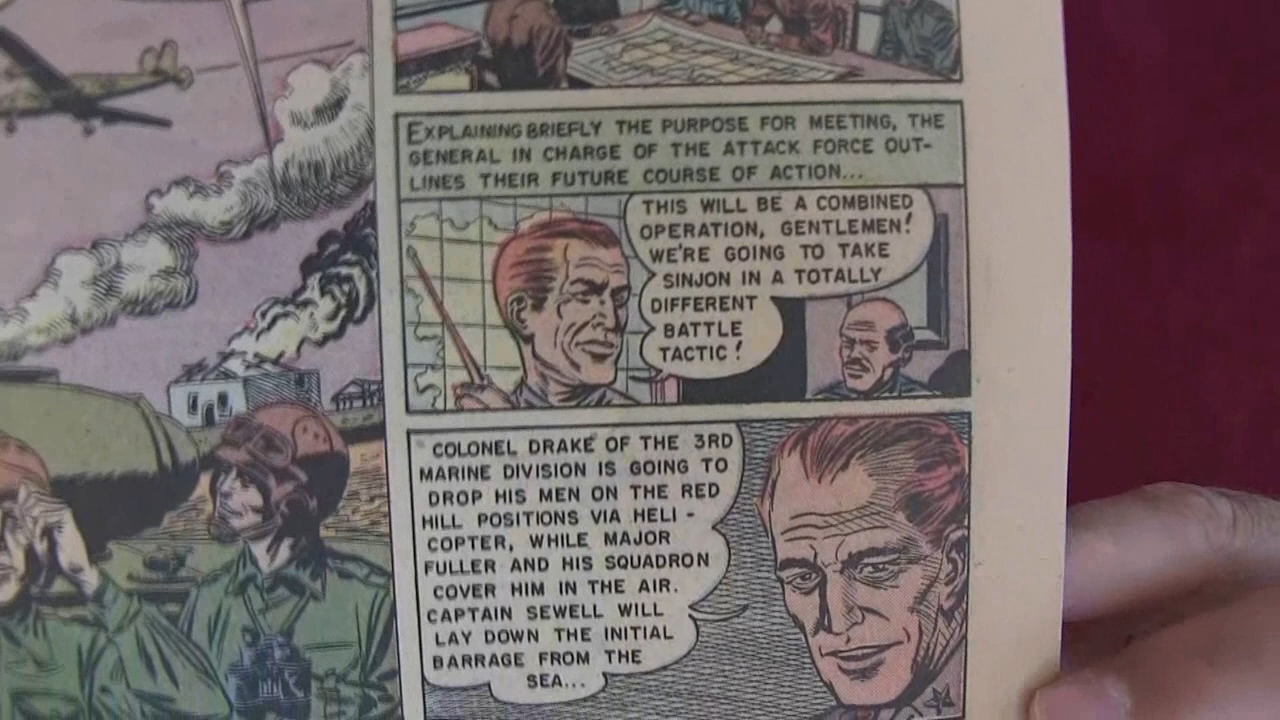 EXPLAINING BRIEFLY THE PURPOSE FOR MEETING, THE
GENERAL IN CHARGE OF THE ATTACK FORCE OUT-
LINES THEIR FUTURE COURSE OF ACTION...
THIS WILL BE A COMBINED
OPERATION, GENTLEMEN!
WE'RE GOING TO TAKE
SINJON IN A TOTALLY
DIFFERENT
BATTLE
TACTIC!
COLONEL DRAKE OF THE 3RD
MARINE DIVISION IS GOING TO
DROP HIS MEN ON THE RED
HILL POSITIONS VIA HELI-
COPTER, WHILE MAJOR
FULLER AND HIS SQUADRON
COVER HIM IN THE AIR.
CAPTAIN SEWELL WILL
LAY DOWN THE INITIAL
BARRAGE FROM THE
SEA...